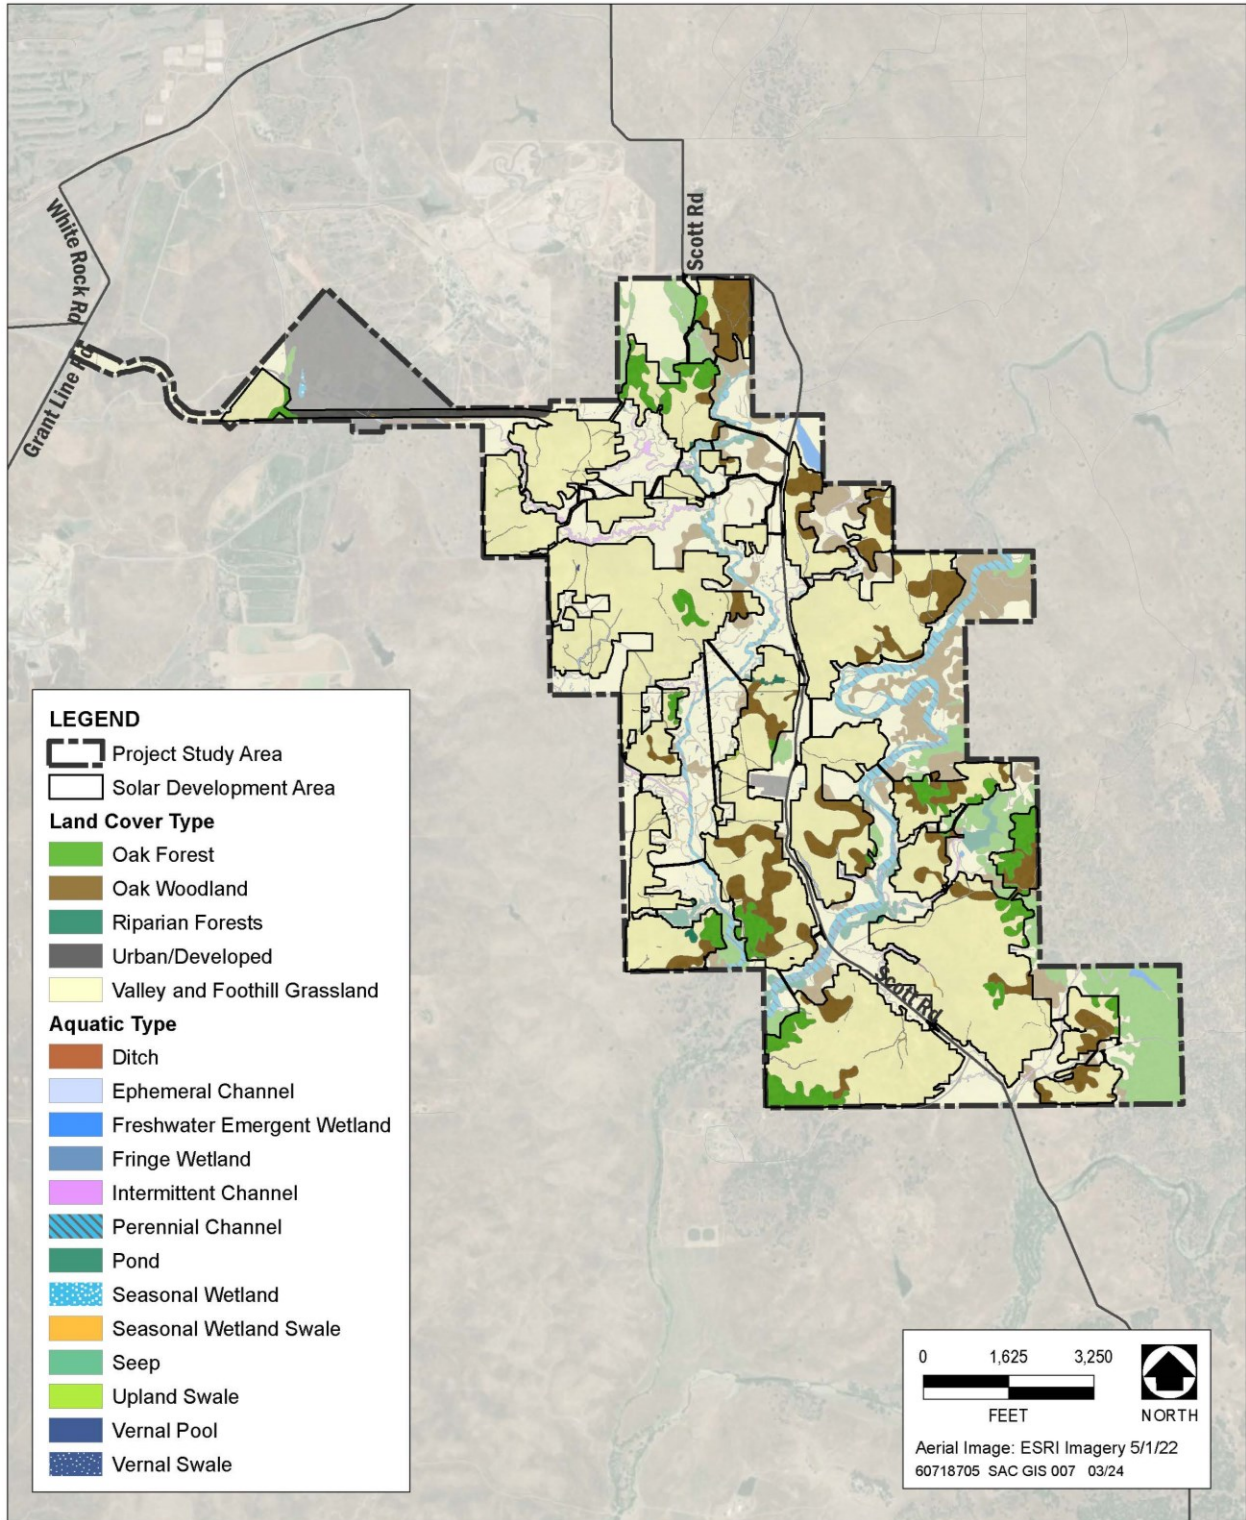 Scott Rd
White Rock Rd
Grant Line Rd
Scott Rd
LEGEND
Project Study Area
Solar Development Area
Land Cover Type
Oak Forest
Oak Woodland
Riparian Forests
Urban/Developed
Valley and Foothill Grassland
Aquatic Type
Ditch
Ephemeral Channel
Freshwater Emergent Wetland
Fringe Wetland
Intermittent Channel
Perennial Channel
Pond
Seasonal Wetland
Seasonal Wetland Swale
Seep
Upland Swale
Vernal Pool
Vernal Swale
0 1,625 3,250
FEET
NORTH
Aerial Image: ESRI Imagery 5/1/22
60718705 SAC GIS 007 03/24